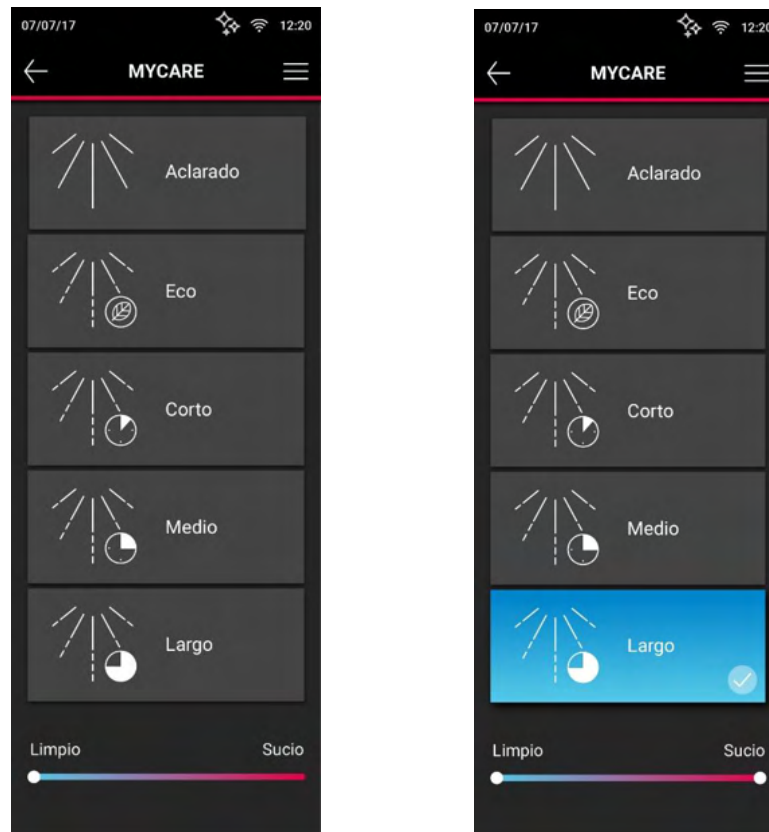 07/07/17 12:20
MYCARE
Aclarado
Eco
Corto
Medio
Largo
Limpio Sucio
07/07/17 12:20
MYCARE
Aclarado
Eco
Corto
Medio
Largo
Limpio Sucio